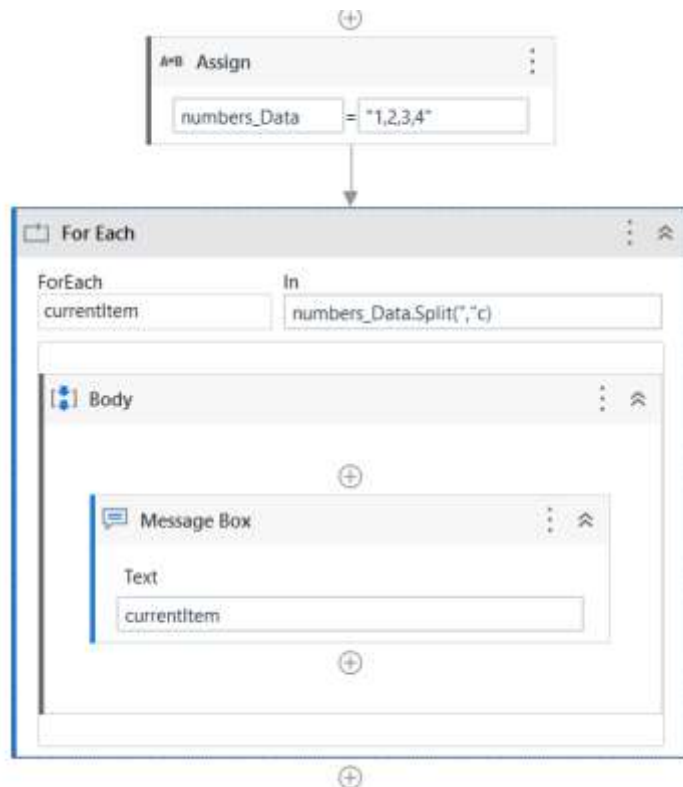 A=B Assign
numbers_Data = "1,2,3,4"
For Each
ForEach In
currentItem numbers_Data.Split(","c)
Body
Message Box
Text
currentItem